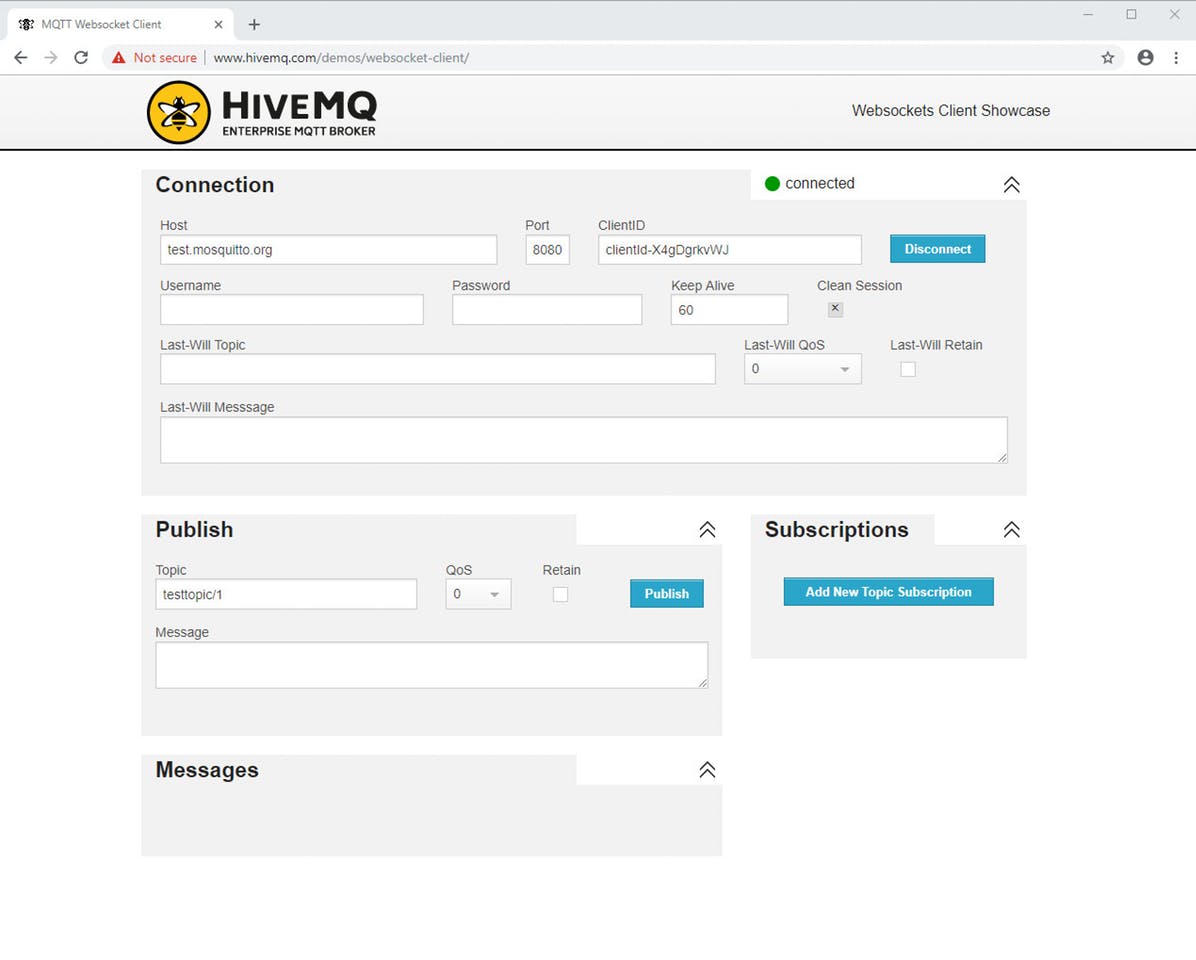 MQTT Websocket Client
Not secure www.hivemq.com/demos/websocket-client/
HIVEMQ
ENTERPRISE MQTT BROKER
Websockets Client Showcase
Connection
connected
Host Port ClientID
test.mosquitto.org 8080 clientId-X4gDgrkvWJ Disconnect
Username Password Keep Alive Clean Session
60
Last-Will Topic Last-Will QoS Last-Will Retain
0
Last-Will Messsage
Publish
Topic QoS Retain
testtopic/1 0 Publish
Message
Subscriptions
Add New Topic Subscription
Messages